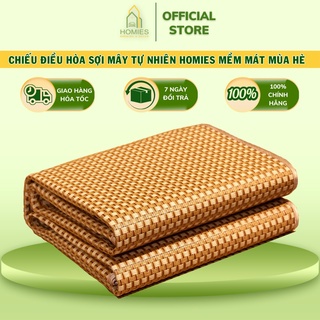 HOMIES
OFFICIAL
STORE
CHIẾU ĐIỀU HÒA SỢI MÂY TỰ NHIÊN HOMIES MỀM MÁT MÙA HÈ
GIAO HÀNG
HỎA TỐC
7 NGÀY
ĐỔI TRẢ
100%
100%
CHÍNH HÃNG